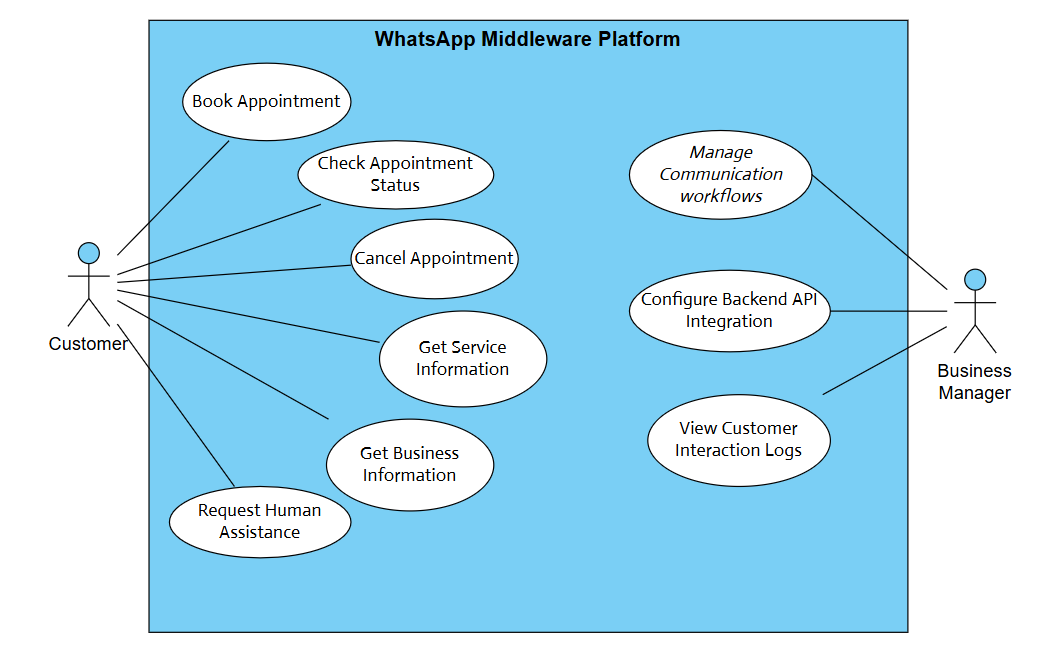 WhatsApp Middleware Platform
Book Appointment
Check Appointment
Status
Cancel Appointment
Get Service
Information
Get Business
Information
Request Human
Assistance
Customer
Manage
Communication
workflows
Configure Backend API
Integration
View Customer
Interaction Logs
Business
Manager